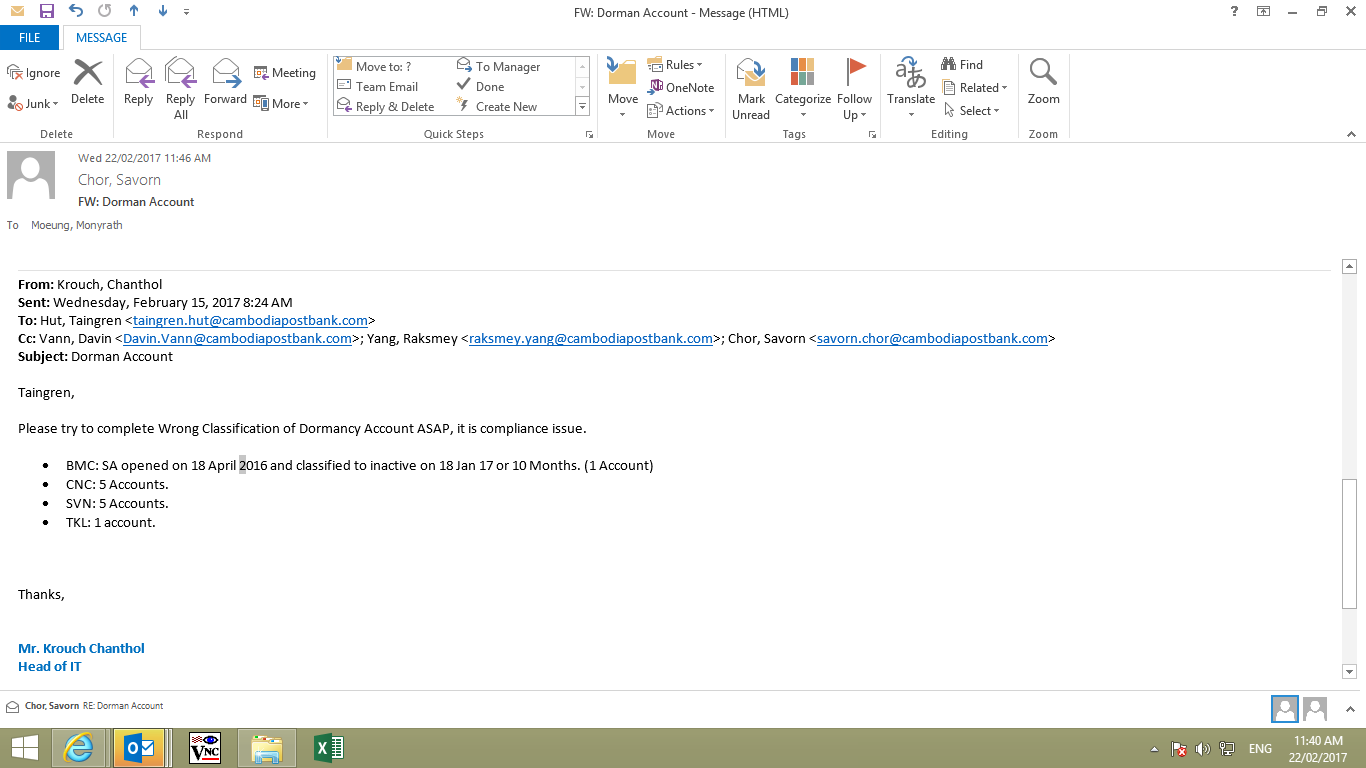 FW: Dorman Account - Message (HTML)
?
FILE
MESSAGE
Ignore
Junk
Delete
Reply
Reply All
Forward
Meeting
More
Move to: ?
Team Email
Reply & Delete
To Manager
Done
Create New
Move
Rules
OneNote
Actions
Mark Unread
Categorize
Follow Up
Translate
Find
Related
Select
Zoom
Delete
Respond
Quick Steps
Move
Tags
Editing
Zoom
Wed 22/02/2017 11:46 AM
Chor, Savorn
FW: Dorman Account
To Moeung, Monyrath
From: Krouch, Chanthol
Sent: Wednesday, February 15, 2017 8:24 AM
To: Hut, Taingren <taingren.hut@cambodiapostbank.com>
Cc: Vann, Davin <Davin.Vann@cambodiapostbank.com>; Yang, Raksmey <raksmey.yang@cambodiapostbank.com>; Chor, Savorn <savorn.chor@cambodiapostbank.com>
Subject: Dorman Account
Taingren,
Please try to complete Wrong Classification of Dormancy Account ASAP, it is compliance issue.
• BMC: SA opened on 18 April 2016 and classified to inactive on 18 Jan 17 or 10 Months. (1 Account)
• CNC: 5 Accounts.
• SVN: 5 Accounts.
• TKL: 1 account.
Thanks,
Mr. Krouch Chanthol
Head of IT
Chor, Savorn RE: Dorman Account
VNC
ENG
11:40 AM
22/02/2017